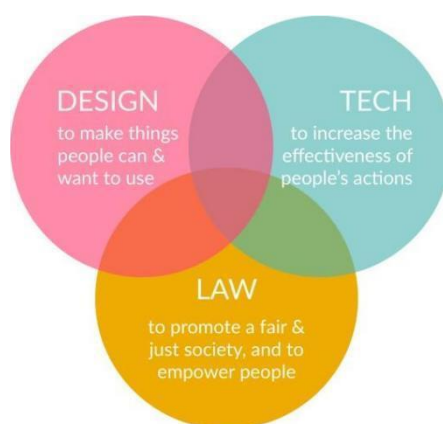 DESIGN
to make things
people can &
want to use
TECH
to increase the
effectiveness of
people's actions
LAW
to promote a fair &
just society, and to
empower people